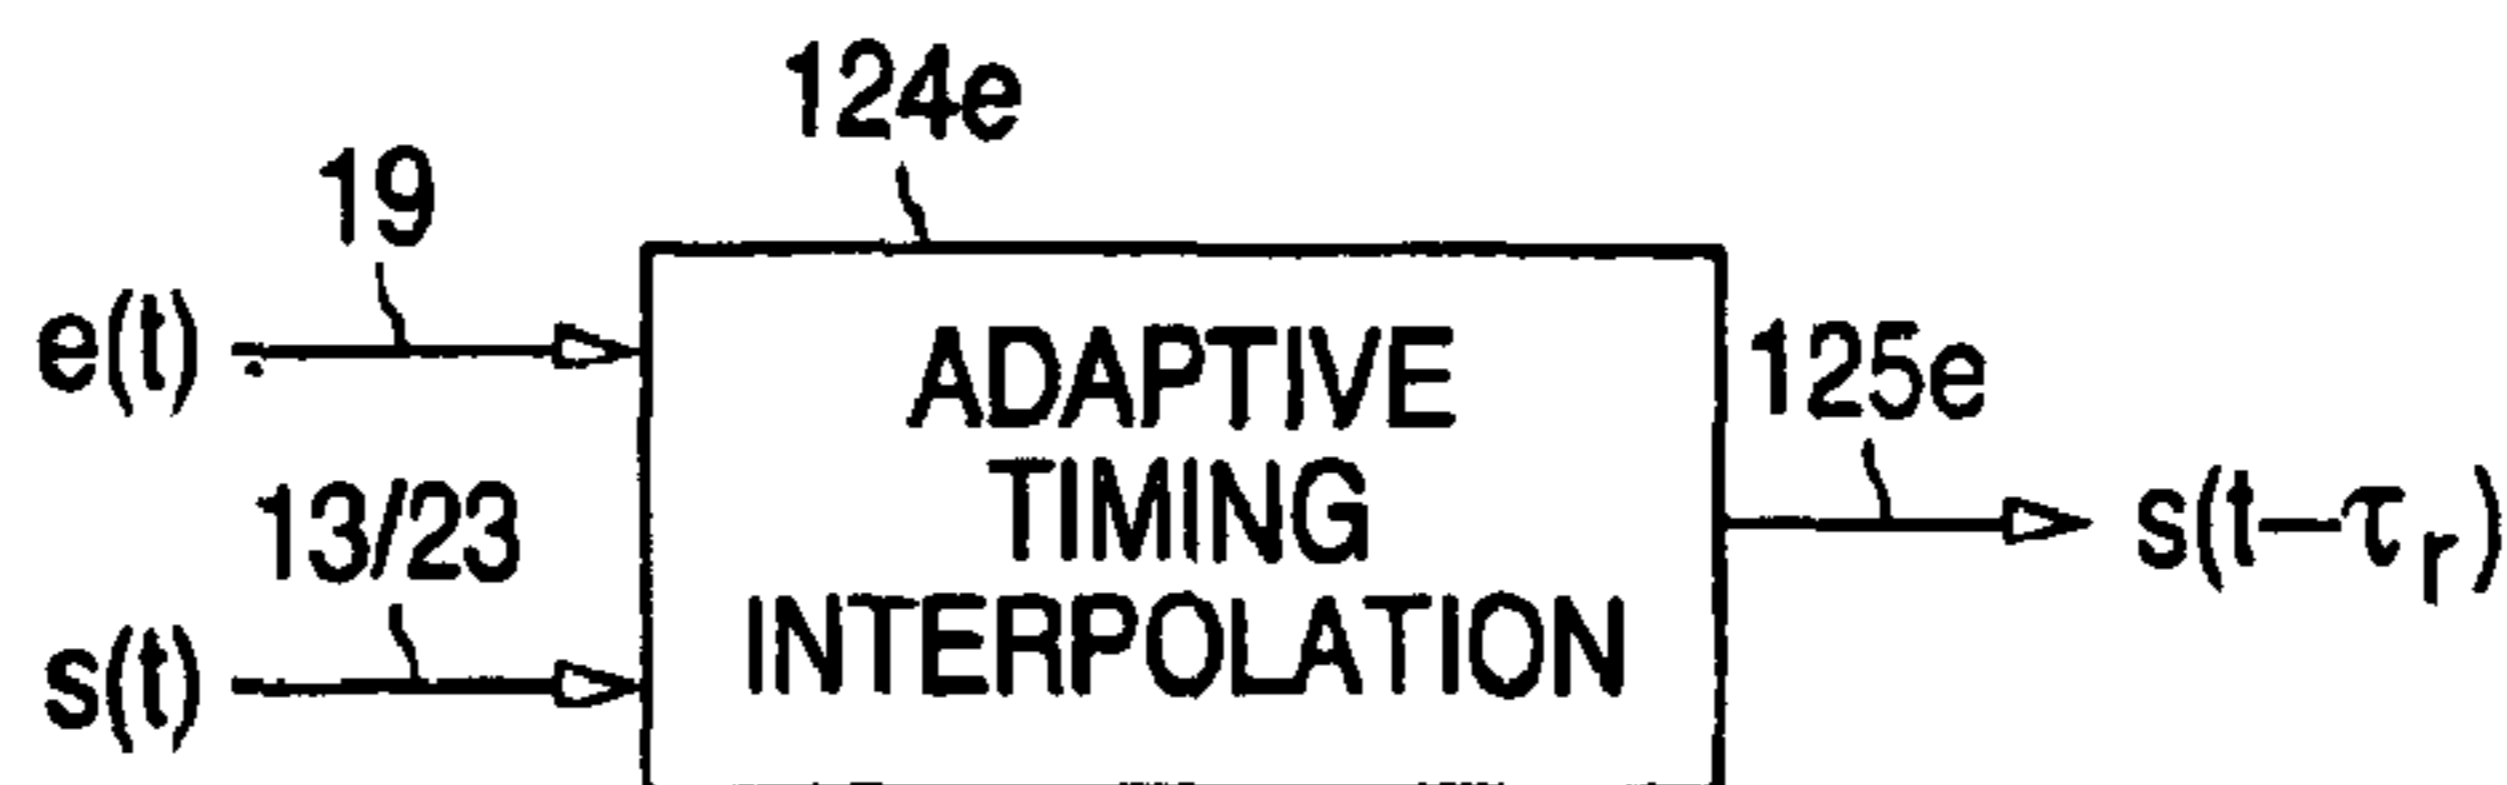 124e
19
e(t)
ADAPTIVE
TIMING
INTERPOLATION
125e
13/23
s(t)
s(t−τr)